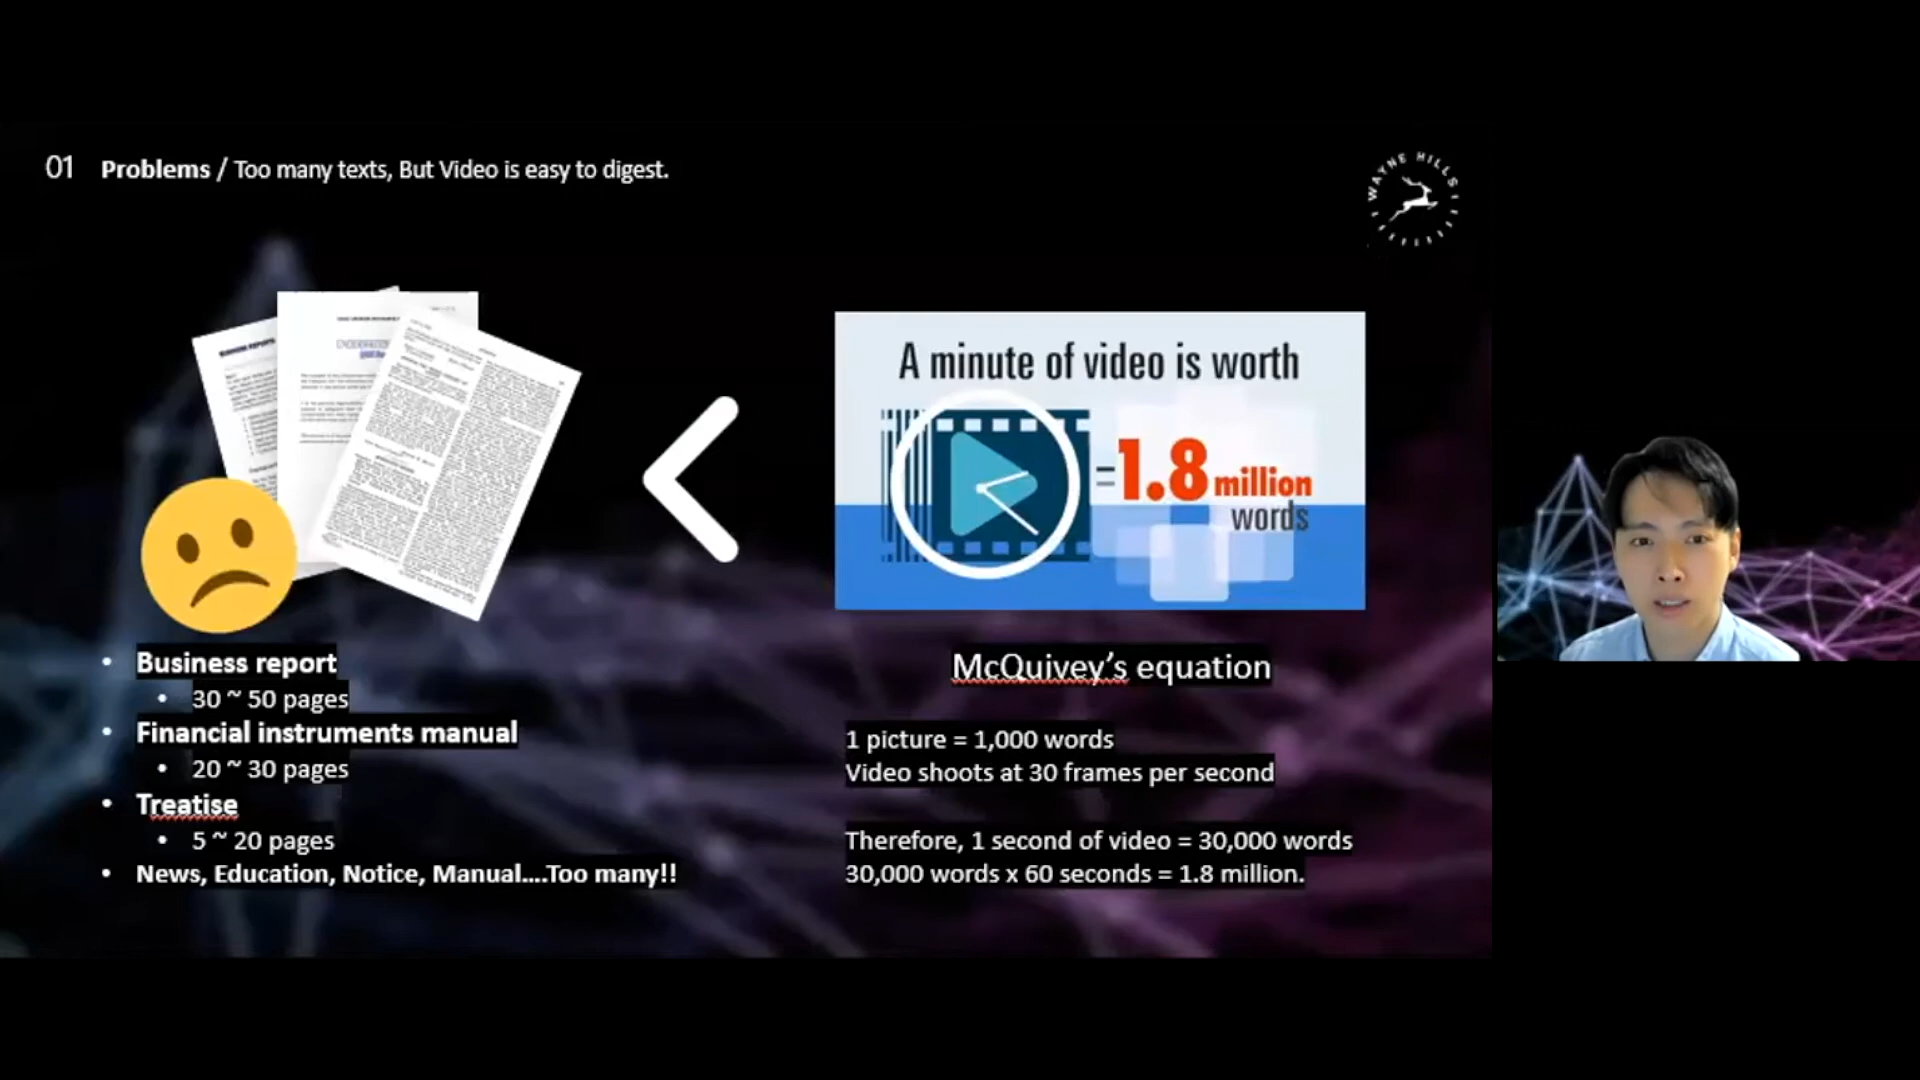 01 Problems / Too many texts, But Video is easy to digest.
WAYNE HILLS
A minute of video is worth
=1.8 million
words
• Business report
• 30 ~ 50 pages
• Financial instruments manual
• 20 ~ 30 pages
• Treatise
• 5 ~ 20 pages
• News, Education, Notice, Manual....Too many!!
McQuivey's equation
1 picture = 1,000 words
Video shoots at 30 frames per second
Therefore, 1 second of video = 30,000 words
30,000 words x 60 seconds = 1.8 million.